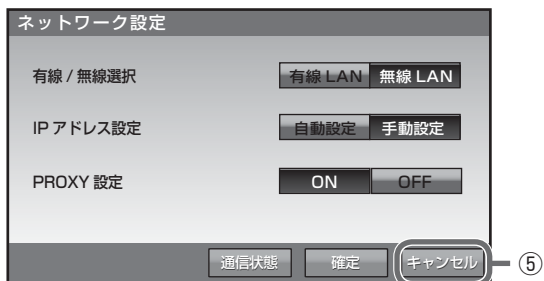 ネットワーク設定
有線 / 無線選択 有線 LAN 無線 LAN
IP アドレス設定 自動設定 手動設定
PROXY 設定 ON OFF
通信状態 確定 キャンセル ⑤